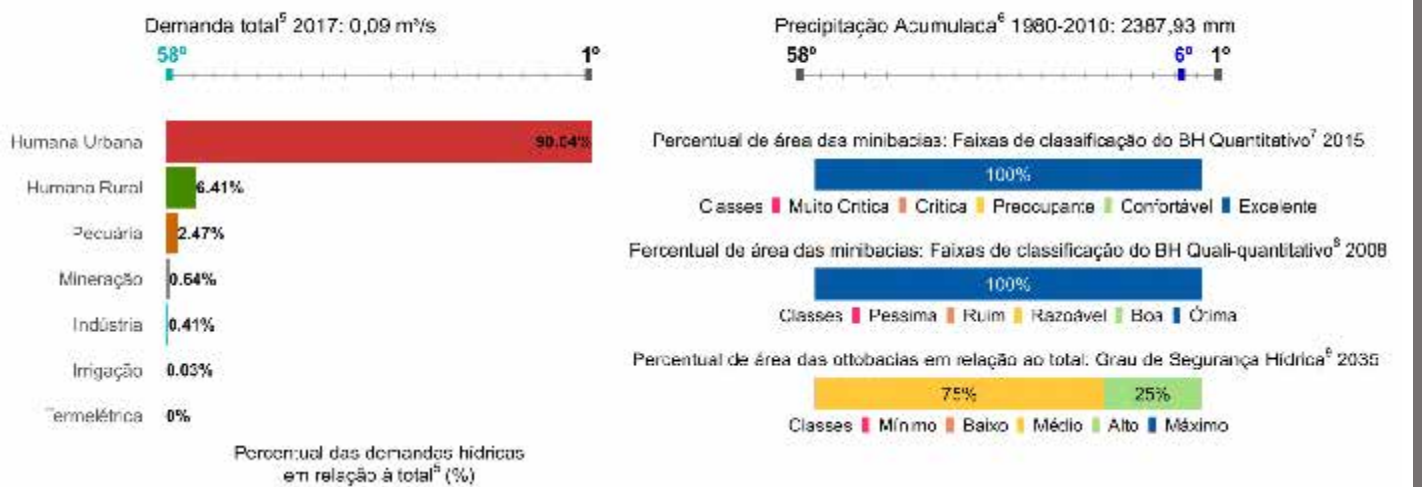 Demanda total⁵ 2017: 0,09 m³/s
58º 1º
Humana Urbana 90.04%
Humana Rural 6.41%
Pecuária 2.47%
Mineração 0.64%
Indústria 0.41%
Irrigação 0.03%
Termelétrica 0%
Percentual das demandas hídricas
em relação à total⁵ (%)
Precipitação Acumulada⁶ 1980-2010: 2387,93 mm
58º 6º 1º
Percentual de área das minibacias: Faixas de classificação do BH Quantitativo⁷ 2015
100%
Classes Muito Crítica Crítica Preocupante Confortável Excelente
Percentual de área das minibacias: Faixas de classificação do BH Quali-quantitativo⁸ 2008
100%
Classes Péssima Ruim Razoável Boa Ótima
Percentual de área das ottobacias em relação ao total: Grau de Segurança Hídrica⁹ 2035
75% 25%
Classes Mínimo Baixo Médio Alto Máximo